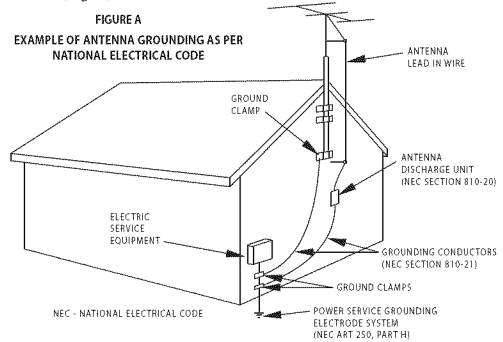 FIGURE A
EXAMPLE OF ANTENNA GROUNDING AS PER
NATIONAL ELECTRICAL CODE
ANTENNA
LEAD IN WIRE
GROUND
CLAMP
ANTENNA
DISCHARGE UNIT
(NEC SECTION 810-20)
ELECTRIC
SERVICE
EQUIPMENT
GROUNDING CONDUCTORS
(NEC SECTION 810-21)
GROUND CLAMPS
NEC - NATIONAL ELECTRICAL CODE
POWER SERVICE GROUNDING
ELECTRODE SYSTEM
(NEC ART 250, PART H)